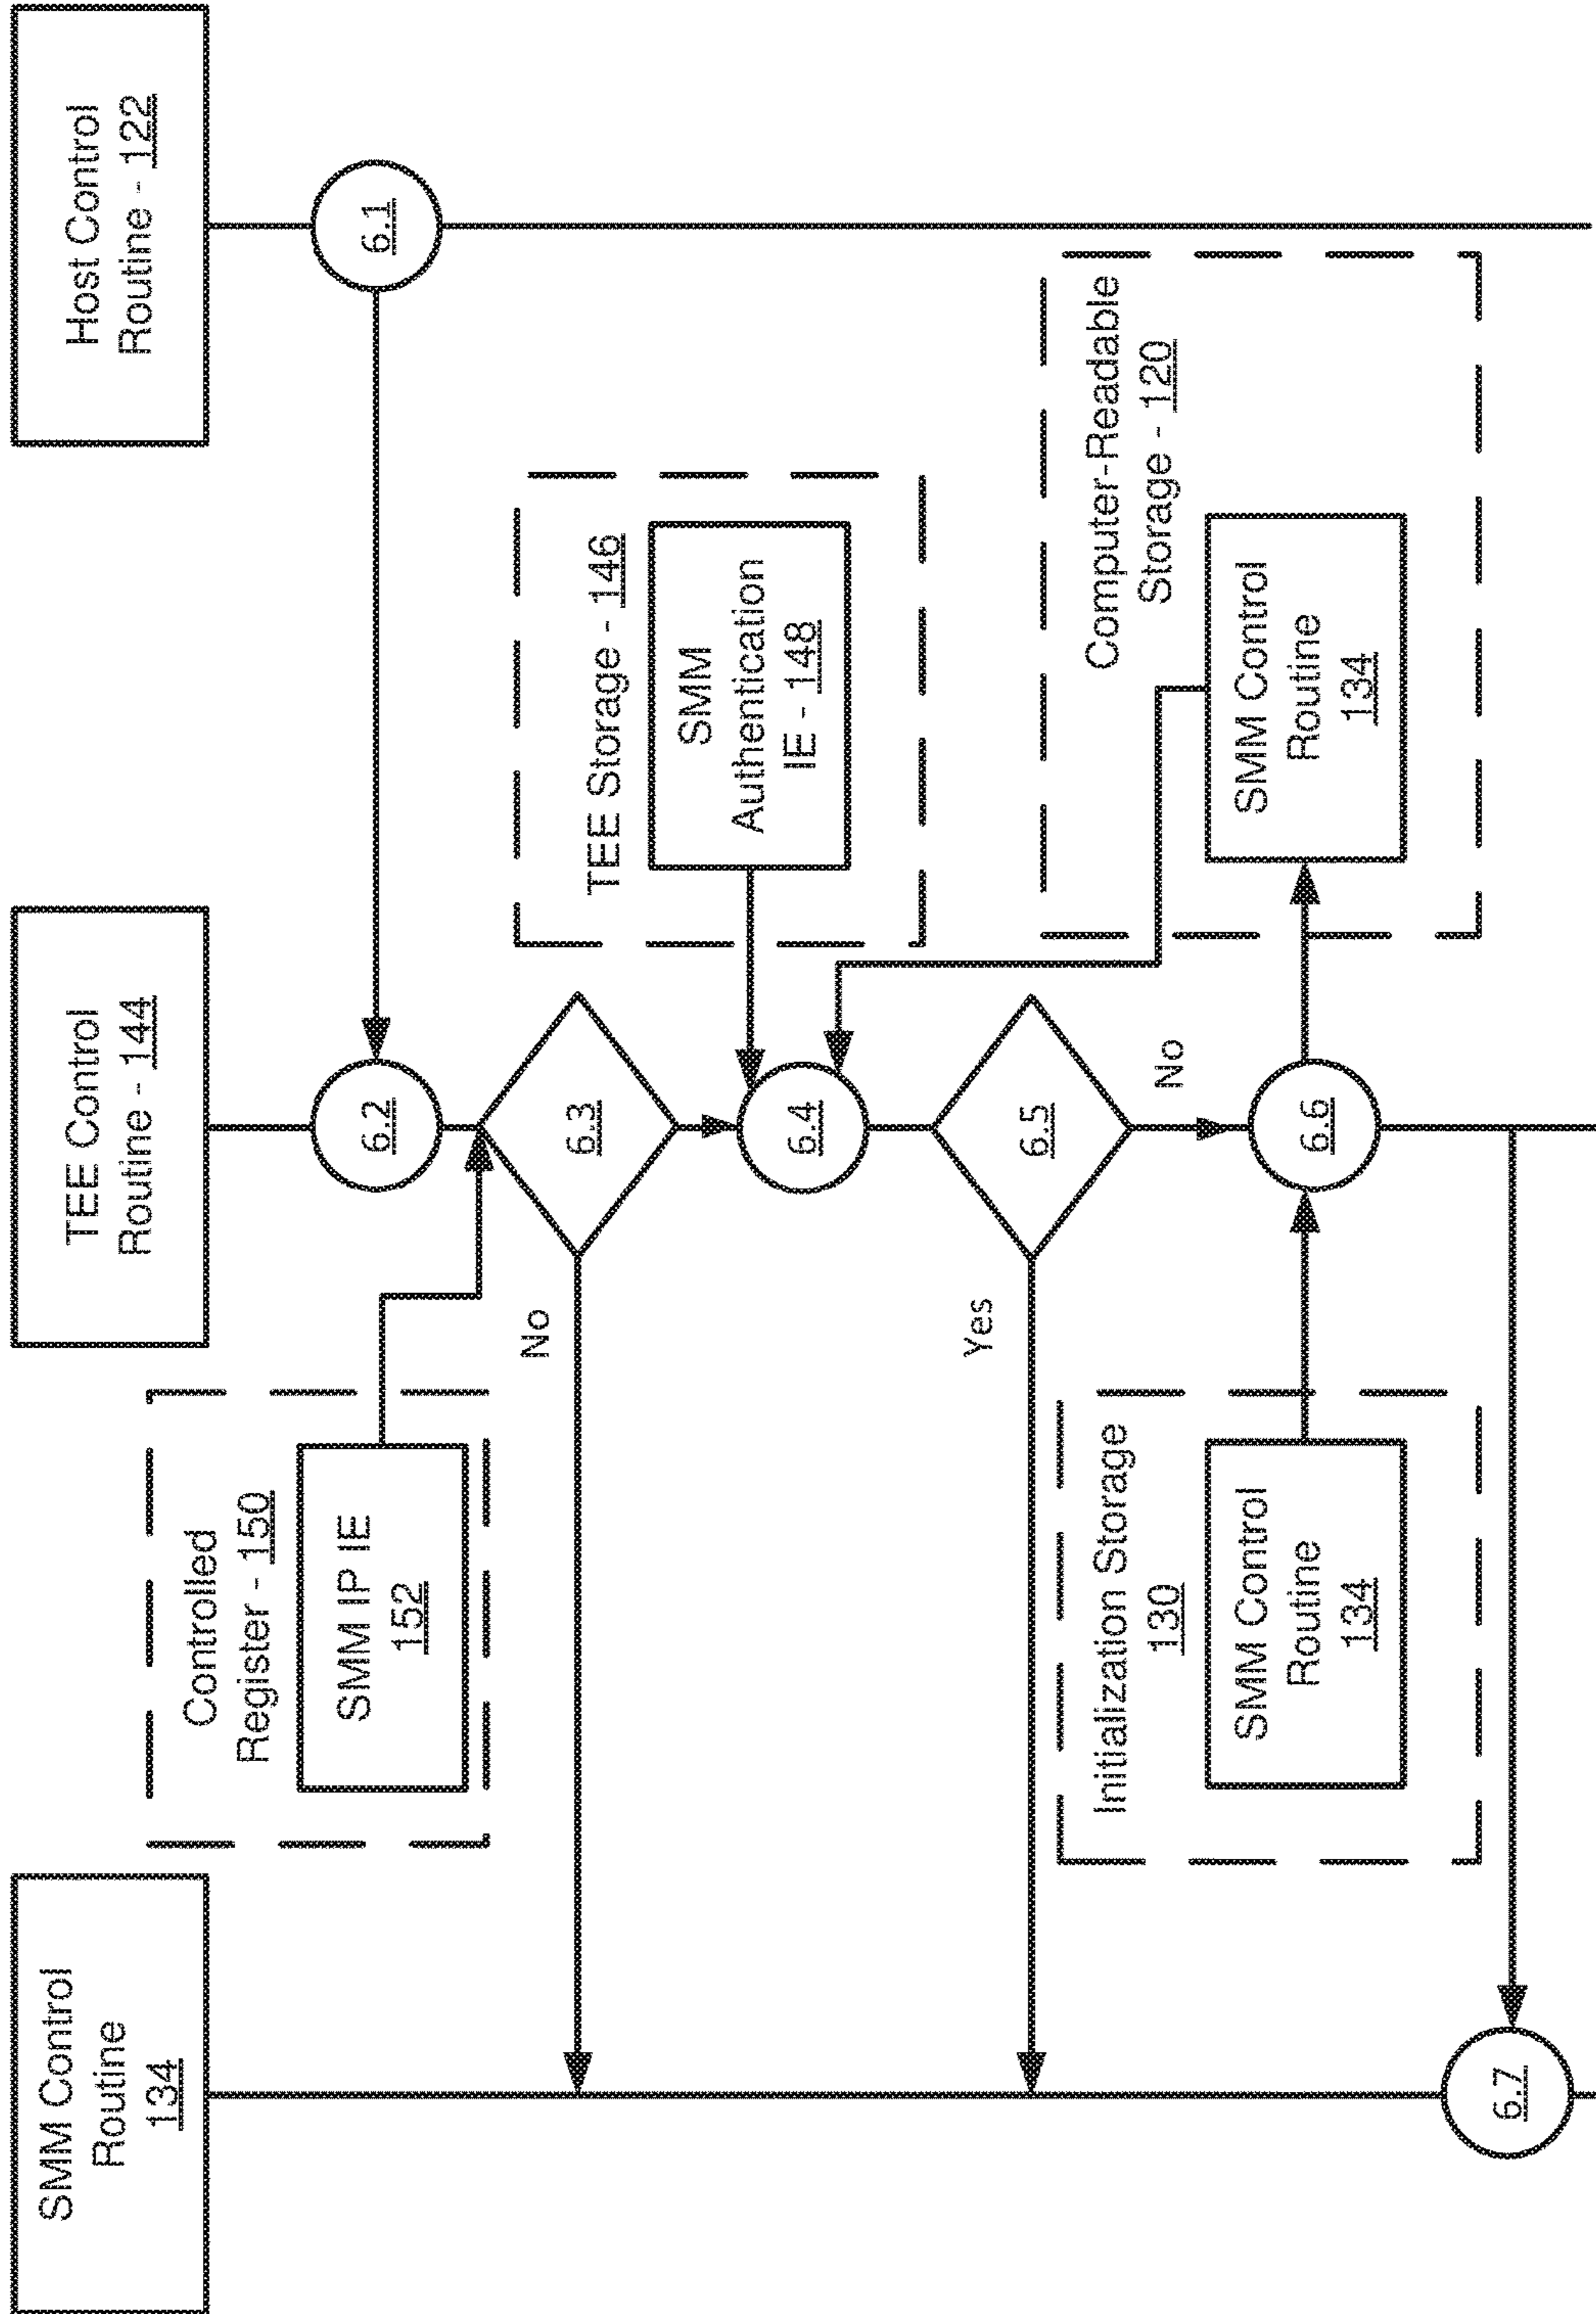 SMM Control
Routine
134
TEE Control
Routine - 144
Host Control
Routine - 122
Controlled
Register - 150
SMM IP IE
152
6.2
6.1
No
6.3
TEE Storage - 146
SMM
Authentication
IE - 148
6.4
Yes
6.5
No
Initialization Storage
130
SMM Control
Routine
134
6.6
Computer-Readable
Storage - 120
SMM Control
Routine
134
6.7